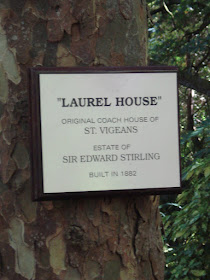 "LAUREL HOUSE"
ORIGINAL COACH HOUSE OF
ST. VIGEANS
ESTATE OF
SIR EDWARD STIRLING
BUILT IN 1882